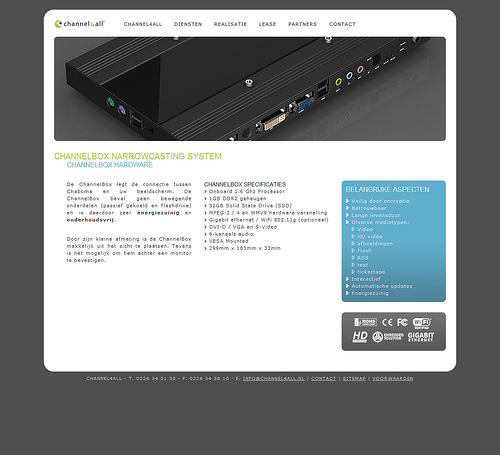 channel4all
CHANNEL4ALL DIENSTEN REALISATIE LEASE PARTNERS CONTACT
CHANNELBOX NARROWCASTING SYSTEM
CHANNELBOX HARDWARE
De ChannelBox legt de connectie tussen
Chaboma en uw beeldscherm. De
ChannelBox bevat geen bewegende
onderdelen (passief gekoeld en Flashdrive)
en is daardoor zeer energiezuinig en
onderhoudsvrij.
Door zijn kleine afmeting is de ChannelBox
makkelijk uit het zicht te plaatsen. Tevens
is het mogelijk om hem achter een monitor
te bevestigen.
CHANNELBOX SPECIFICATIES
Onboard 1.6 Ghz Processor
1GB DDR2 geheugen
32GB Solid State Drive (SSD)
MPEG-2 / 4 en WMV9 hardware versnelling
Gigabit ethernet / WiFi 802.11g (optioneel)
DVI-D / VGA en S-Video
6-kanaals audio
VESA Mounted
299mm x 183mm x 33mm
BELANGRIJKE ASPECTEN
Veilig door encryptie
Betrouwbaar
Lange levensduur
Diverse mediatypen:
Video
HD video
afbeeldingen
Flash
RSS
text
tickertape
Interactief
Automatische updates
Energiezuinig
ROHS CE FC Wi Fi
HD EMBEDDED SOLUTION GIGABIT ETHERNET
CHANNEL4ALL - T. 0226 34 31 30 - F. 0226 34 38 10 - E. INFO@CHANNEL4ALL.NL | CONTACT | SITEMAP | VOORWAARDEN